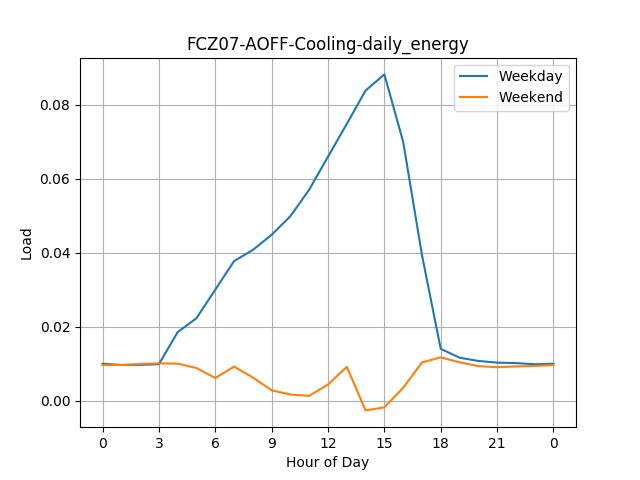 FCZ07-AOFF-Cooling-daily_energy
Weekday
Weekend
0.08
0.06
0.04
0.02
0.00
Load
0 3 6 9 12 15 18 21 0
Hour of Day